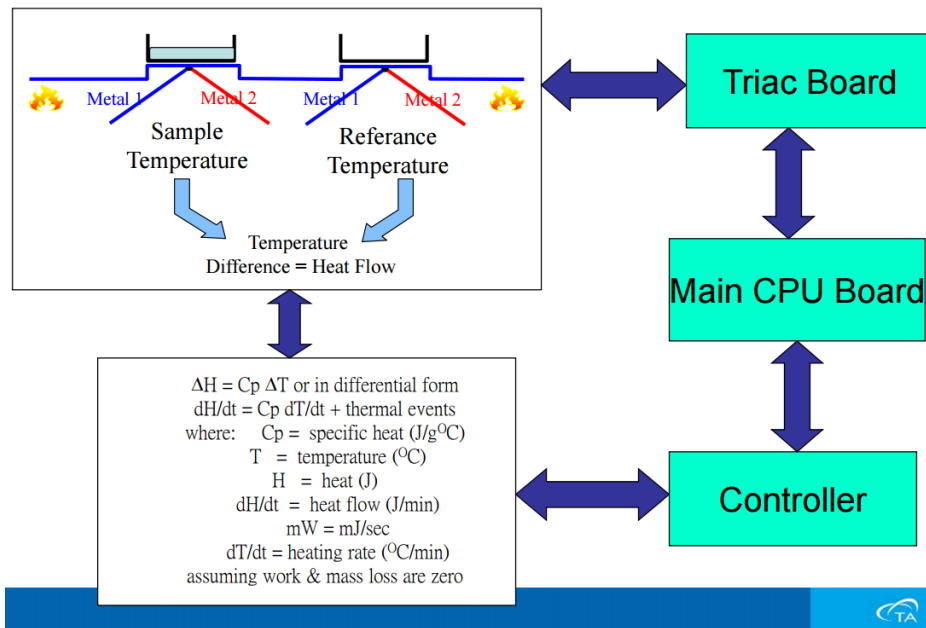 Metal 1
Metal 2
Metal 1
Metal 2
Sample
Temperature
Referance
Temperature
Temperature
Difference = Heat Flow
Triac Board
Main CPU Board
Controller
ΔH = Cp ΔT or in differential form
dH/dt = Cp dT/dt + thermal events
where: Cp = specific heat (J/g⁰C)
T = temperature (⁰C)
H = heat (J)
dH/dt = heat flow (J/min)
mW = mJ/sec
dT/dt = heating rate (⁰C/min)
assuming work & mass loss are zero
TA